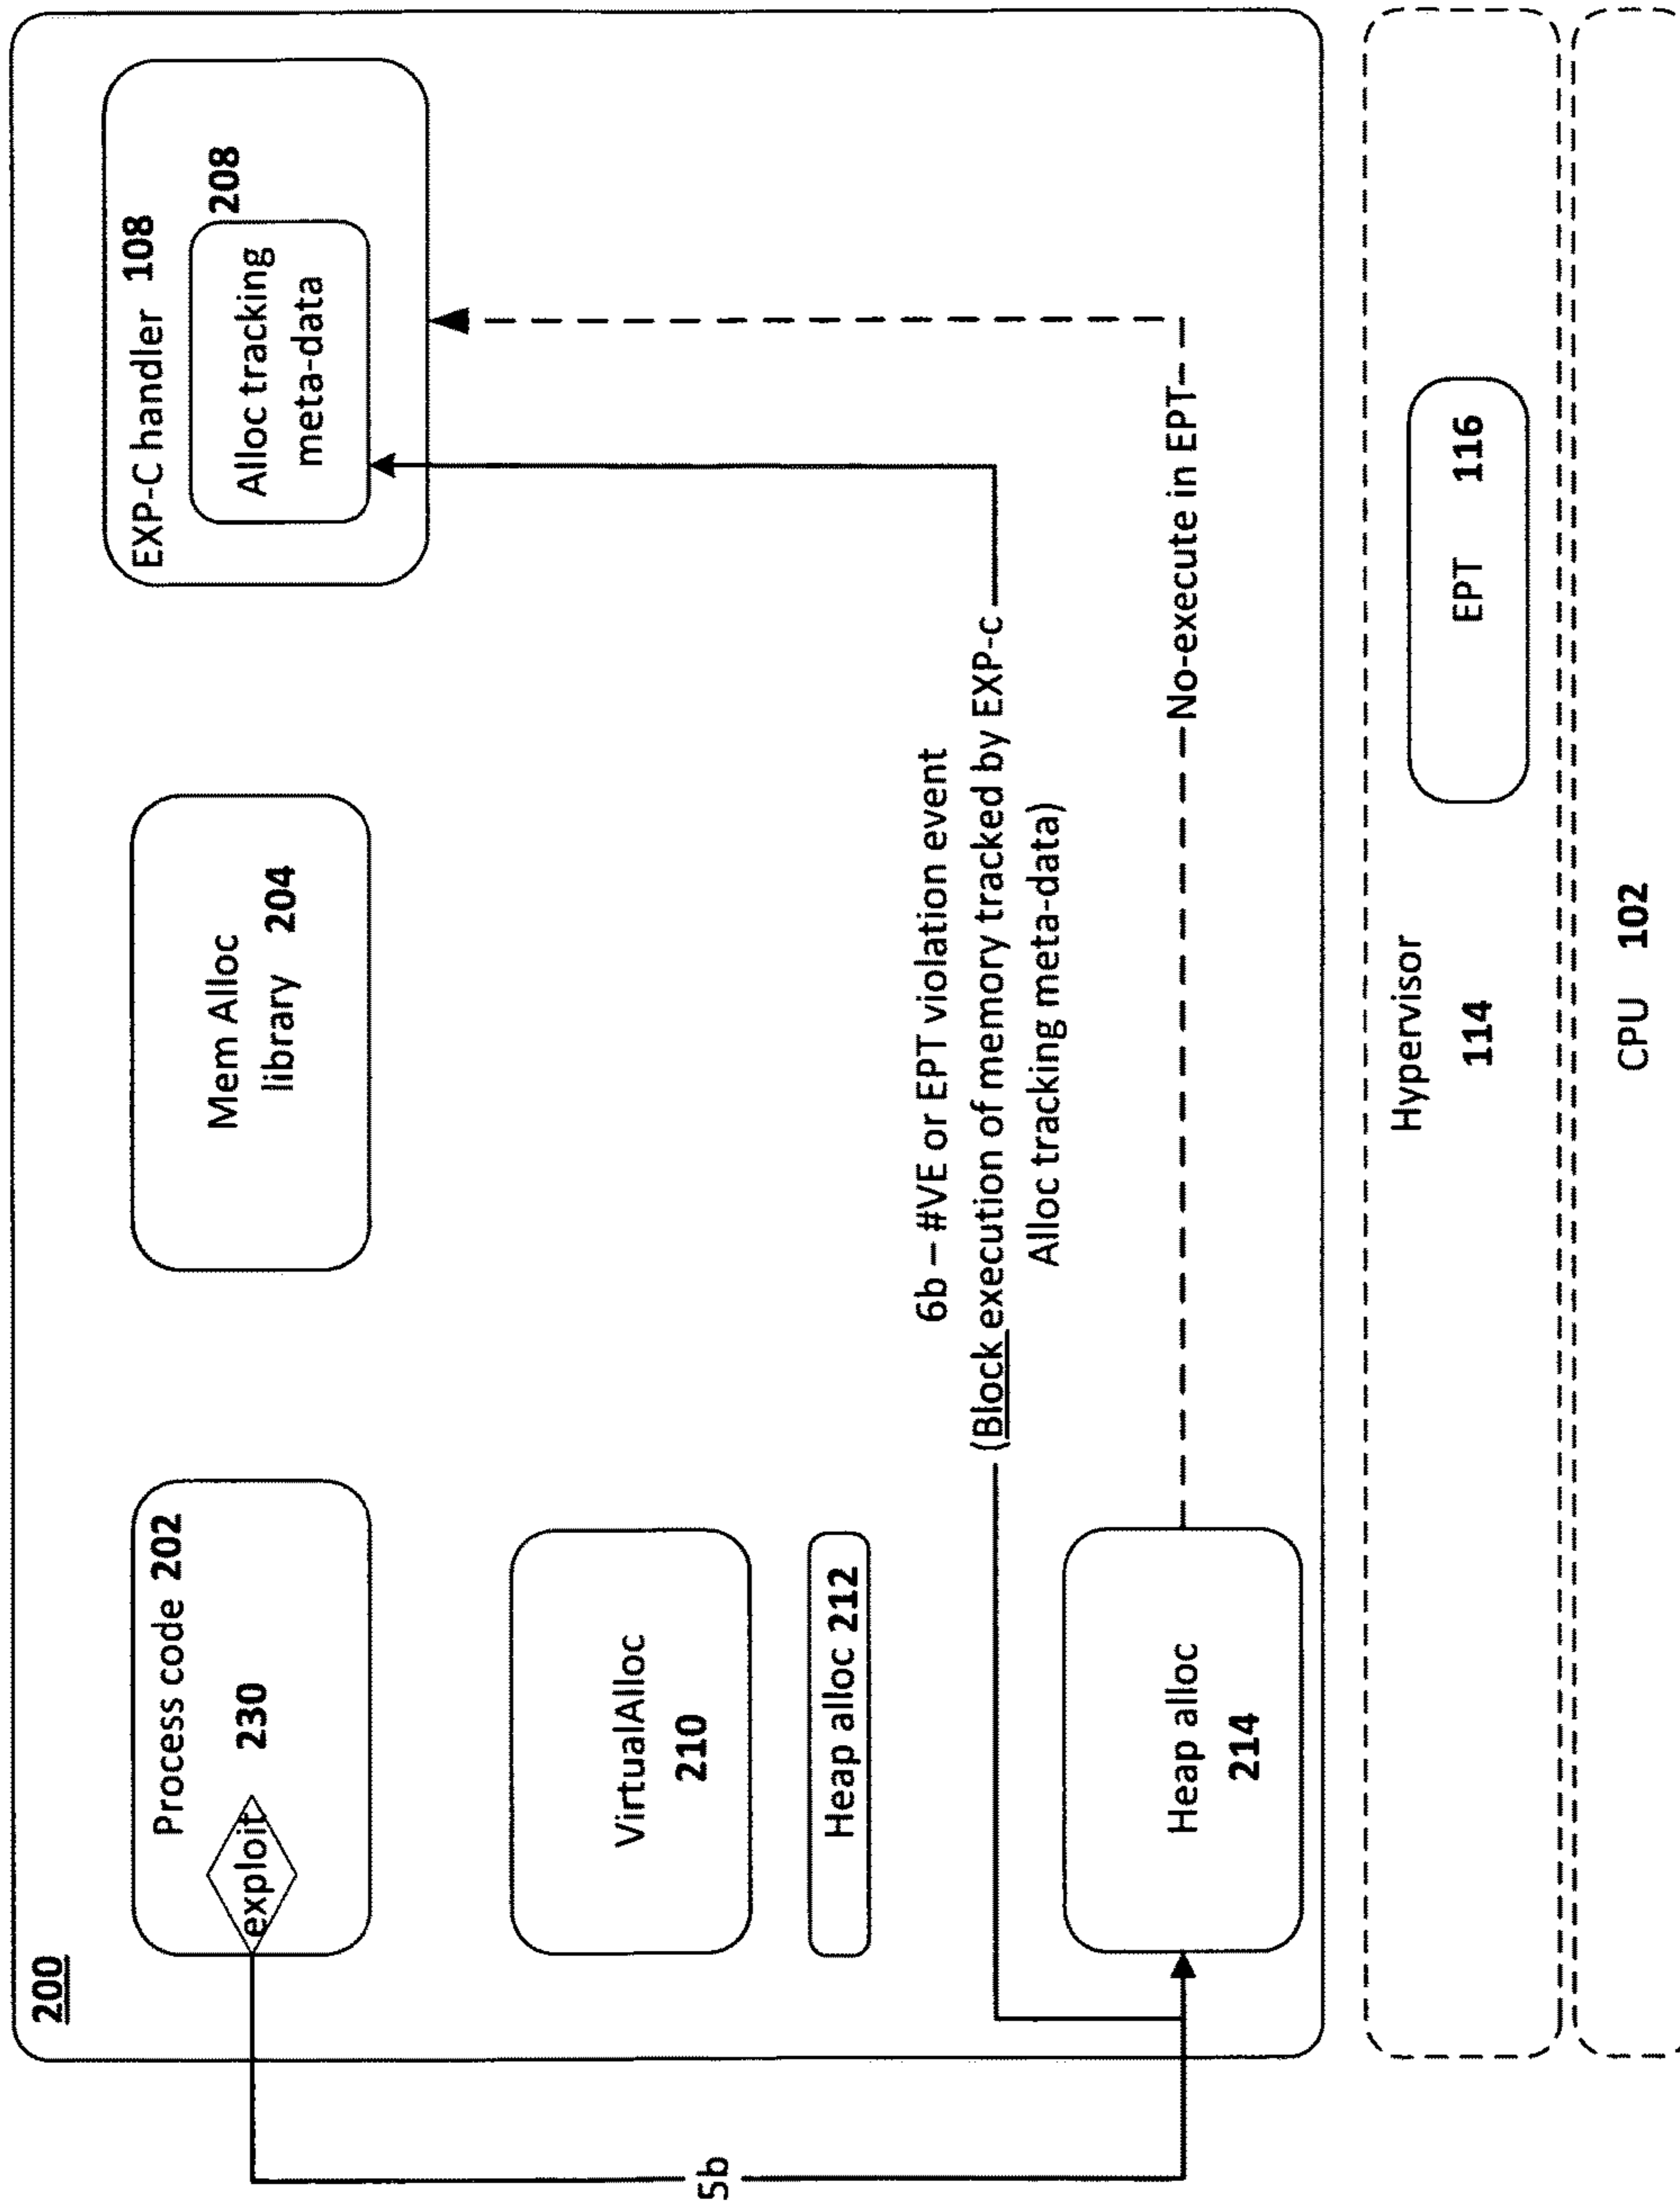 200
Process code 202
exploit 230
Mem Alloc
library 204
EXP-C handler 108
208
Alloc tracking
meta-data
VirtualAlloc
210
Heap alloc 212
6b – #VE or EPT violation event
(Block execution of memory tracked by EXP-c
Alloc tracking meta-data)
5b
Heap alloc
214
No-execute in EPT
Hypervisor
114
EPT 116
CPU 102